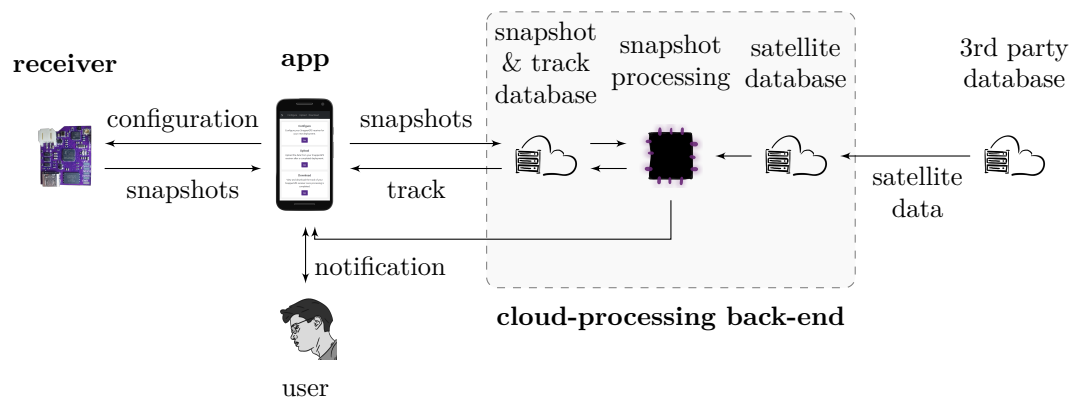 receiver
app
snapshot
& track
database
snapshot
processing
satellite
database
3rd party
database
configuration
snapshots
snapshots
track
satellite
data
notification
cloud-processing back-end
user